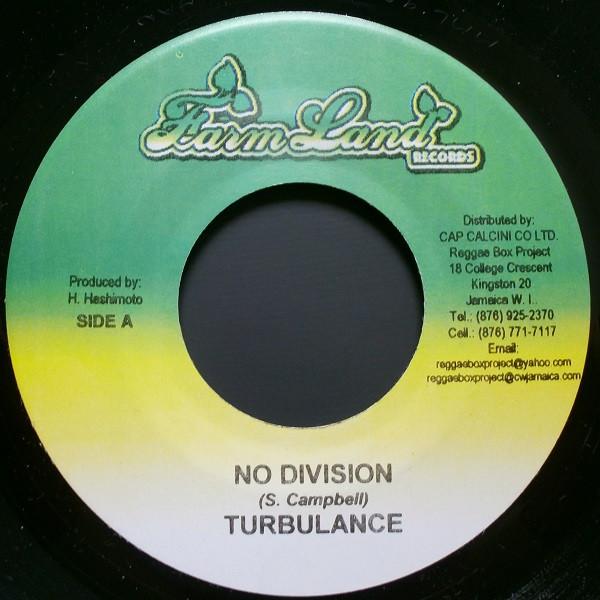 Farm Land
RECORDS
Produced by:
H. Hashimoto
SIDE A
Distributed by:
CAP CALCINI CO LTD.
Reggae Box Project
18 College Crescent
Kingston 20
Jamaica W. I..
Tel.: (876) 925-2370
Cell.: (876) 771-7117
Email:
reggaeboxproject@yahoo.com
reggaeboxproject@cwjamaica.com
NO DIVISION
(S. Campbell)
TURBULANCE